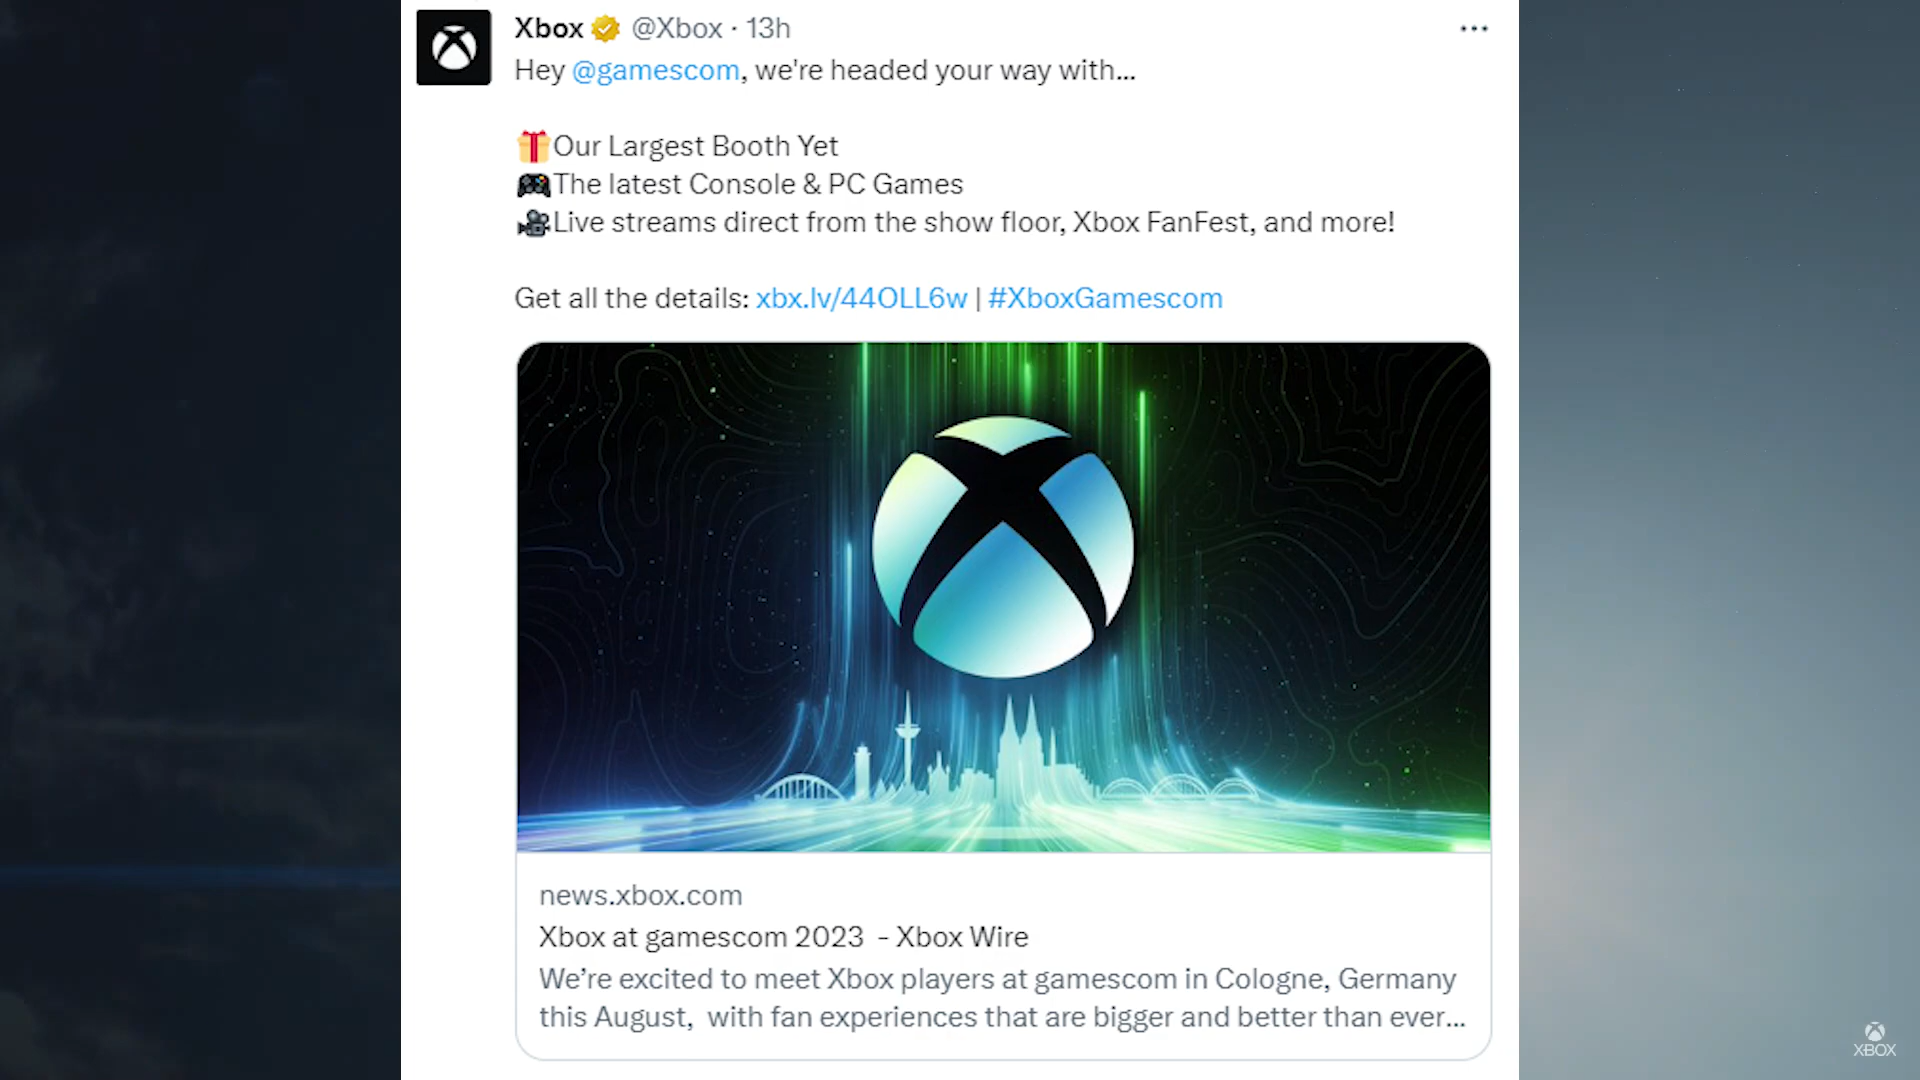 Xbox @Xbox · 13h
Hey @gamescom, we're headed your way with...
🎁Our Largest Booth Yet
🎮The latest Console & PC Games
🎥Live streams direct from the show floor, Xbox FanFest, and more!
Get all the details: xbx.lv/44OLL6w | #XboxGamescom
news.xbox.com
Xbox at gamescom 2023 - Xbox Wire
We’re excited to meet Xbox players at gamescom in Cologne, Germany
this August, with fan experiences that are bigger and better than ever...
XBOX